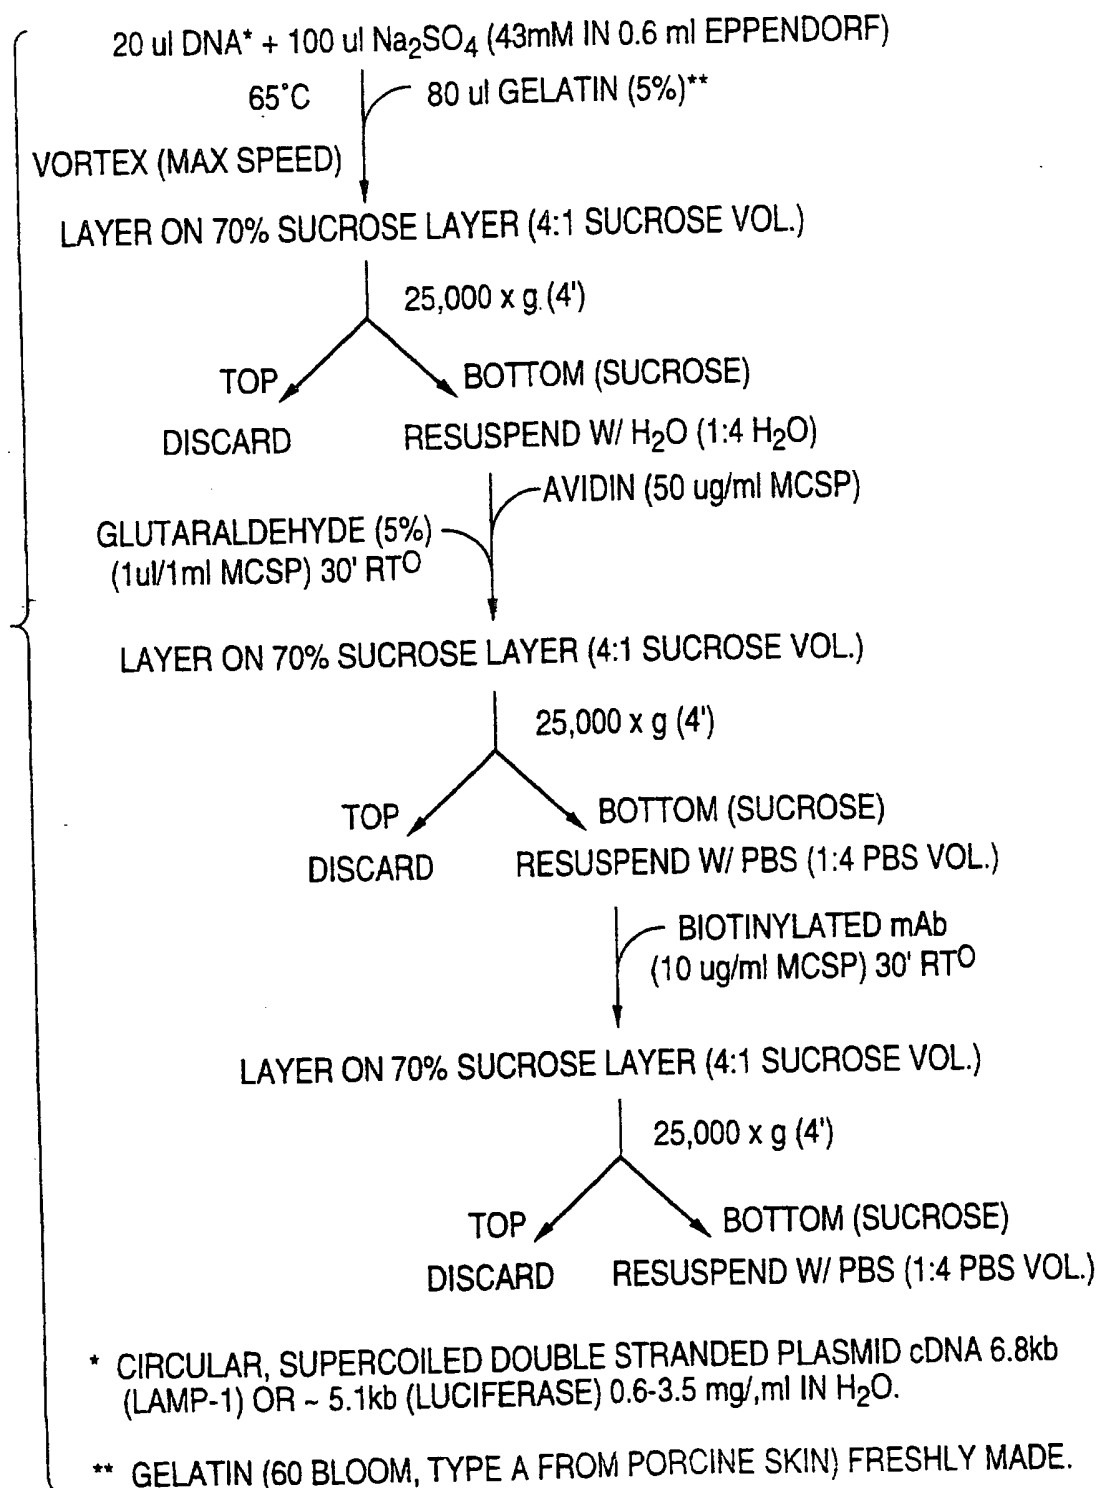 20 ul DNA* + 100 ul Na₂SO₄ (43mM IN 0.6 ml EPPENDORF)
65°C
80 ul GELATIN (5%)**
VORTEX (MAX SPEED)
LAYER ON 70% SUCROSE LAYER (4:1 SUCROSE VOL.)
25,000 x g (4')
TOP
BOTTOM (SUCROSE)
DISCARD
RESUSPEND W/ H₂O (1:4 H₂O)
AVIDIN (50 ug/ml MCSP)
GLUTARALDEHYDE (5%)
(1ul/1ml MCSP) 30' RT⁰
LAYER ON 70% SUCROSE LAYER (4:1 SUCROSE VOL.)
25,000 x g (4')
TOP
BOTTOM (SUCROSE)
DISCARD
RESUSPEND W/ PBS (1:4 PBS VOL.)
BIOTINYLATED mAb
(10 ug/ml MCSP) 30' RT⁰
LAYER ON 70% SUCROSE LAYER (4:1 SUCROSE VOL.)
25,000 x g (4')
TOP
BOTTOM (SUCROSE)
DISCARD
RESUSPEND W/ PBS (1:4 PBS VOL.)
* CIRCULAR, SUPERCOILED DOUBLE STRANDED PLASMID cDNA 6.8kb
(LAMP-1) OR ~ 5.1kb (LUCIFERASE) 0.6-3.5 mg/,ml IN H₂O.
** GELATIN (60 BLOOM, TYPE A FROM PORCINE SKIN) FRESHLY MADE.